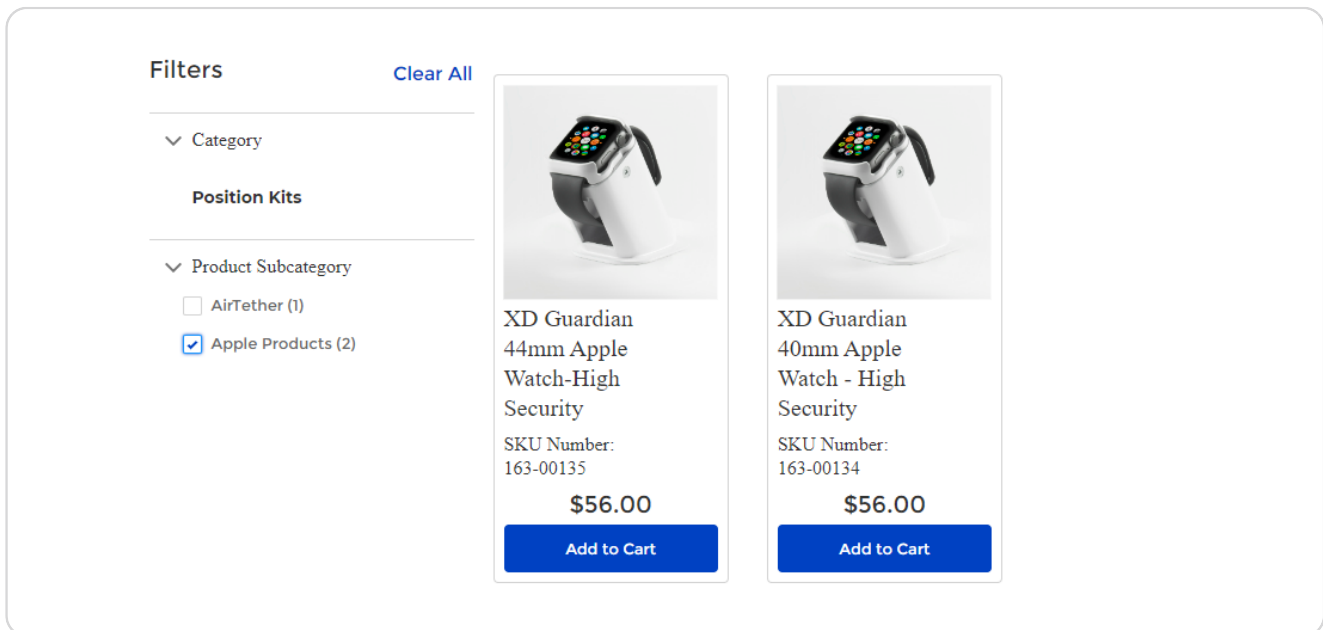 Filters
Clear All
Category
Position Kits
Product Subcategory
AirTether (1)
Apple Products (2)
XD Guardian
44mm Apple
Watch-High
Security
SKU Number:
163-00135
$56.00
Add to Cart
XD Guardian
40mm Apple
Watch - High
Security
SKU Number:
163-00134
$56.00
Add to Cart